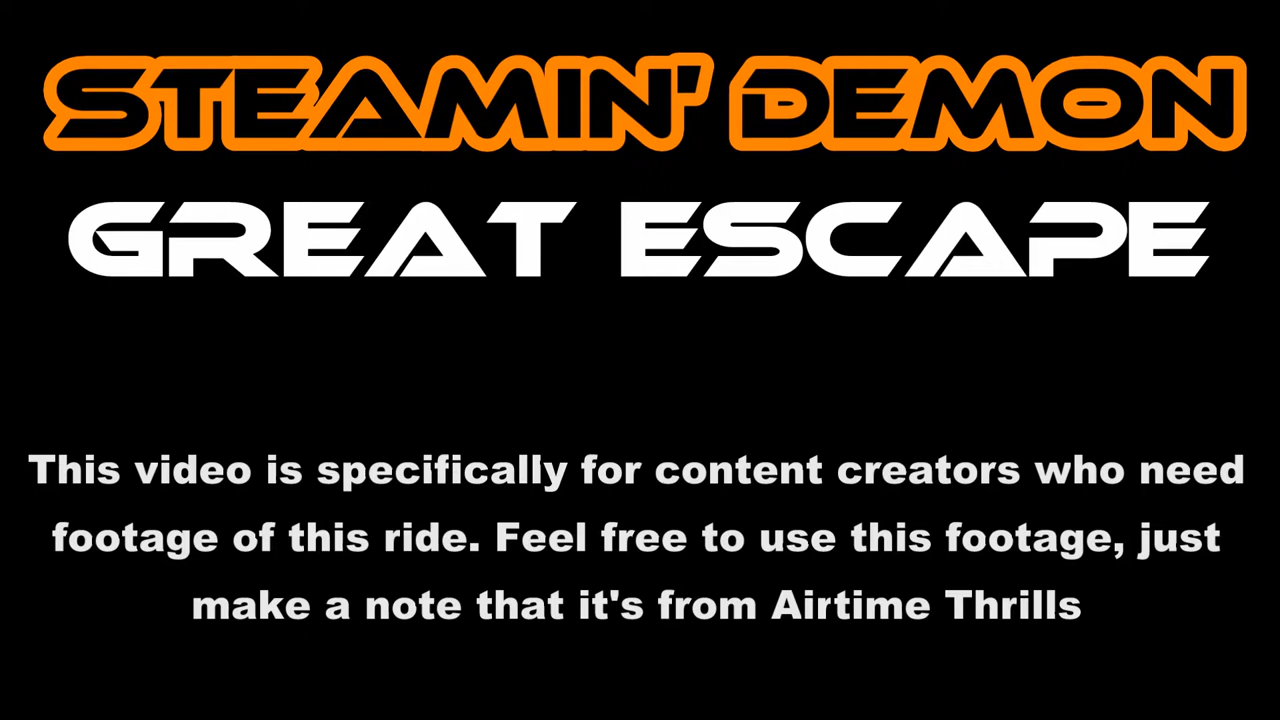 STEAMIN' DEMON
GREAT ESCAPE
This video is specifically for content creators who need
footage of this ride. Feel free to use this footage, just
make a note that it's from Airtime Thrills